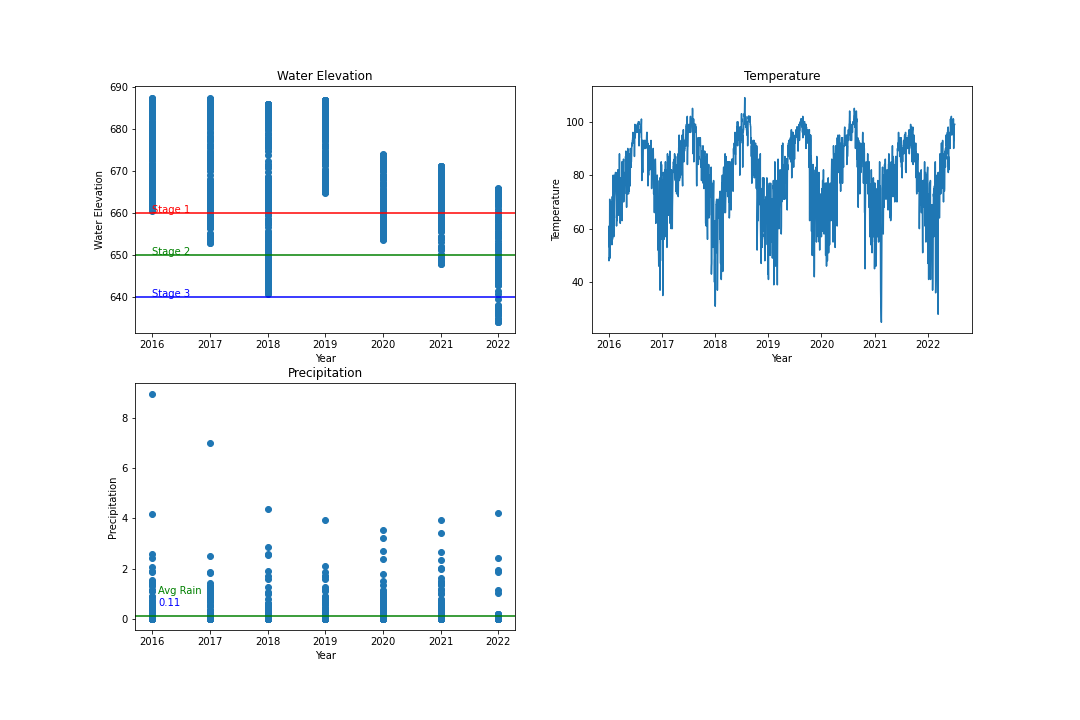 Water Elevation
Water Elevation
690
680
670
660
650
640
Stage 1
Stage 2
Stage 3
2016 2017 2018 2019 2020 2021 2022
Year
Temperature
Temperature
100
80
60
40
2016 2017 2018 2019 2020 2021 2022
Year
Precipitation
Precipitation
8
6
4
2
0
Avg Rain
0.11
2016 2017 2018 2019 2020 2021 2022
Year